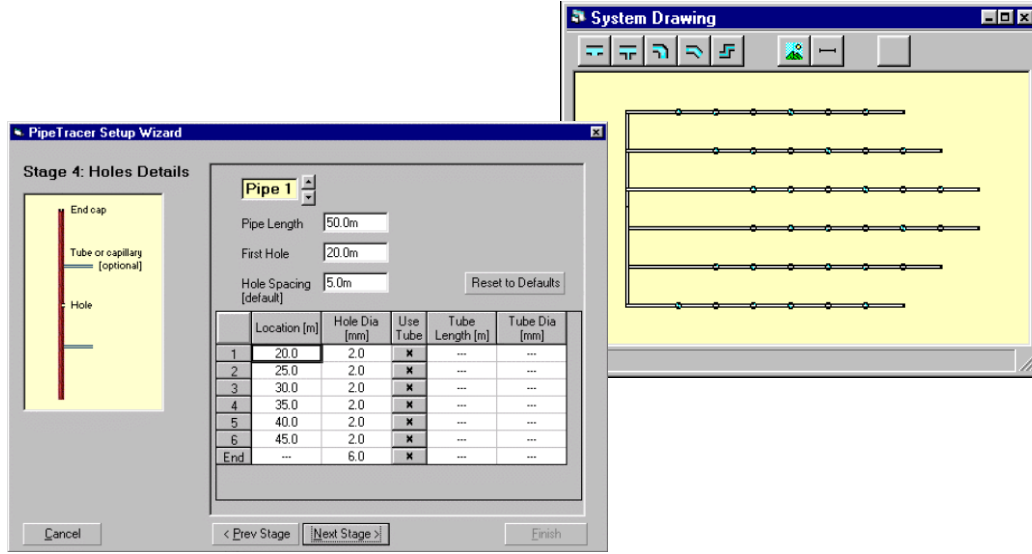 System Drawing
PipeTracer Setup Wizard
Stage 4: Holes Details
End cap
Tube or capillary
[optional]
Hole
Pipe 1
Pipe Length 50.0m
First Hole 20.0m
Hole Spacing 5.0m
[default]
Reset to Defaults
Location [m] Hole Dia [mm] Use Tube Tube Length [m] Tube Dia [mm]
1 20.0 2.0 × --- ---
2 25.0 2.0 × --- ---
3 30.0 2.0 × --- ---
4 35.0 2.0 × --- ---
5 40.0 2.0 × --- ---
6 45.0 2.0 × --- ---
End --- 6.0 × --- ---
Cancel
< Prev Stage
Next Stage >
Finish